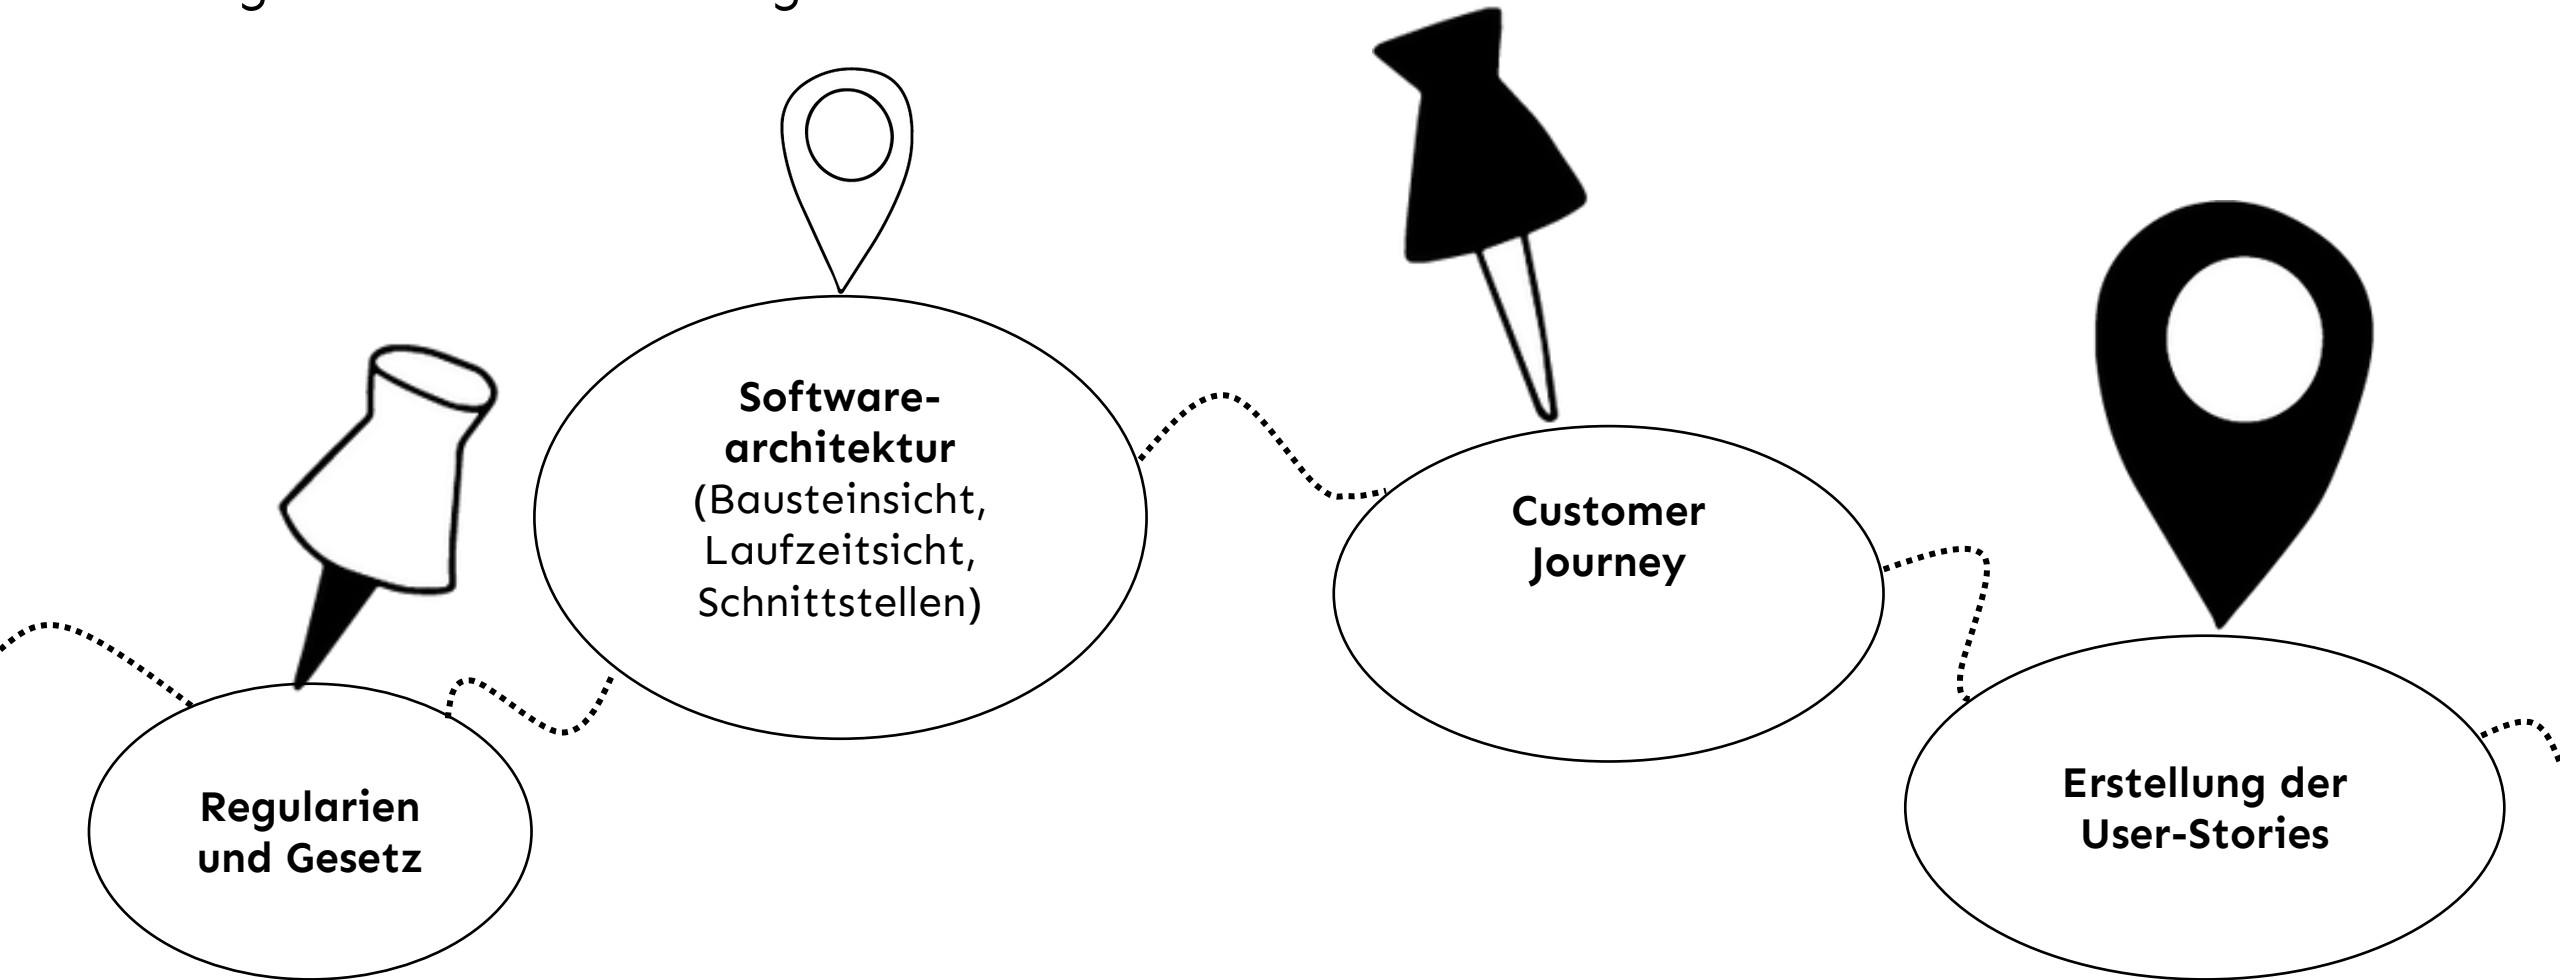 Software-
architektur
(Bausteinsicht,
Laufzeitsicht,
Schnittstellen)
Customer
Journey
Regularien
und Gesetz
Erstellung der
User-Stories